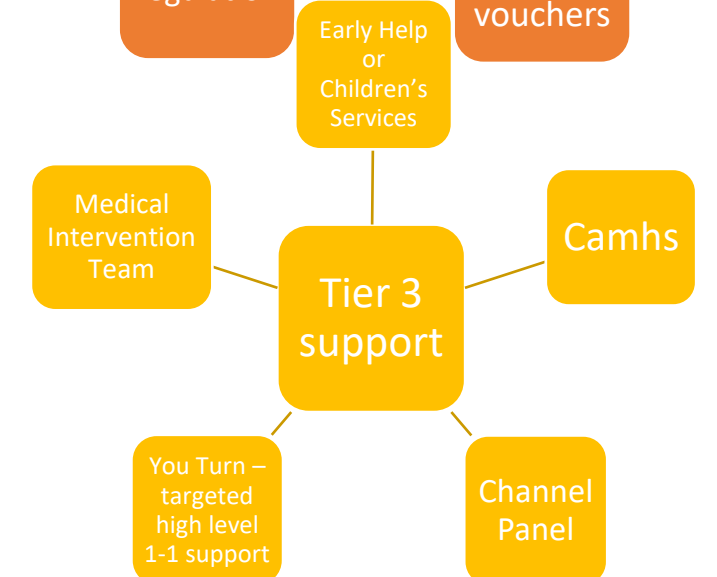 vouchers
Early Help
or
Children’s
Services
Medical
Intervention
Team
Camhs
Tier 3
support
You Turn –
targeted
high level
1-1 support
Channel
Panel